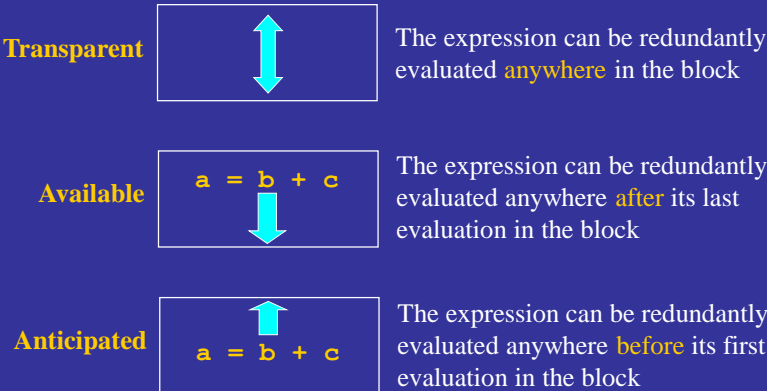 Transparent
The expression can be redundantly
evaluated anywhere in the block
Available
a = b + c
The expression can be redundantly
evaluated anywhere after its last
evaluation in the block
Anticipated
a = b + c
The expression can be redundantly
evaluated anywhere before its first
evaluation in the block